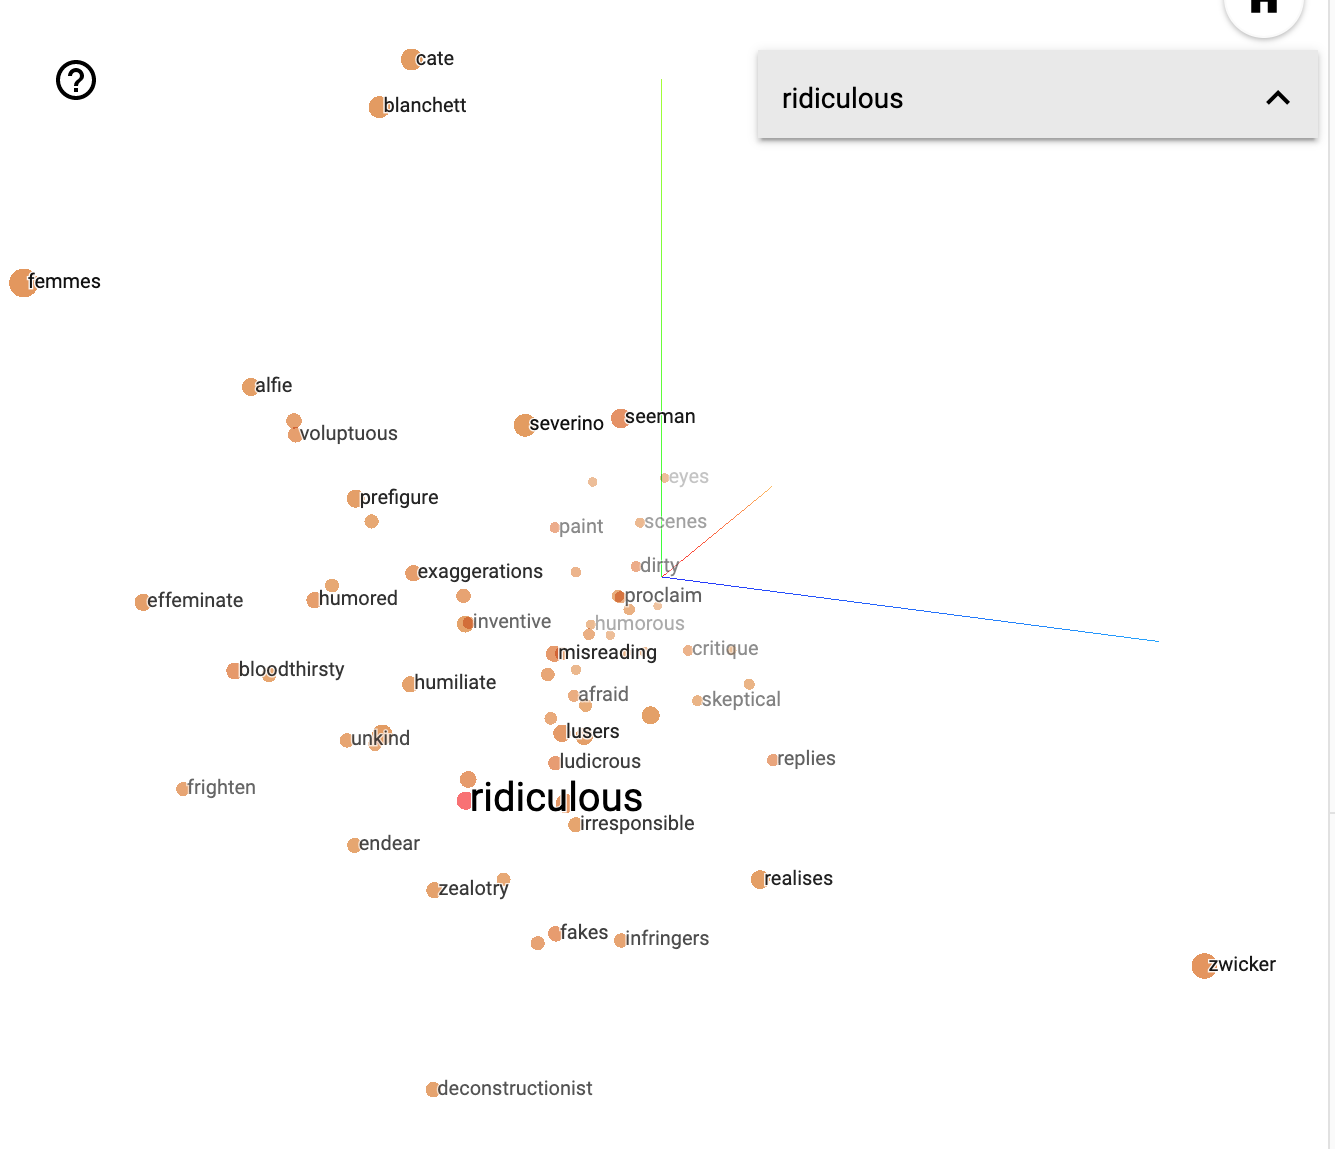 cate
blanchett
ridiculous
femmes
alfie
seeman
severino
voluptuous
eyes
prefigure
scenes
paint
dirty
exaggerations
proclaim
humored
effeminate
inventive
humorous
critique
misreading
bloodthirsty
humiliate
afraid
skeptical
lusers
unkind
replies
ludicrous
frighten
ridiculous
irresponsible
endear
realises
zealotry
fakes
infringers
zwicker
deconstructionist